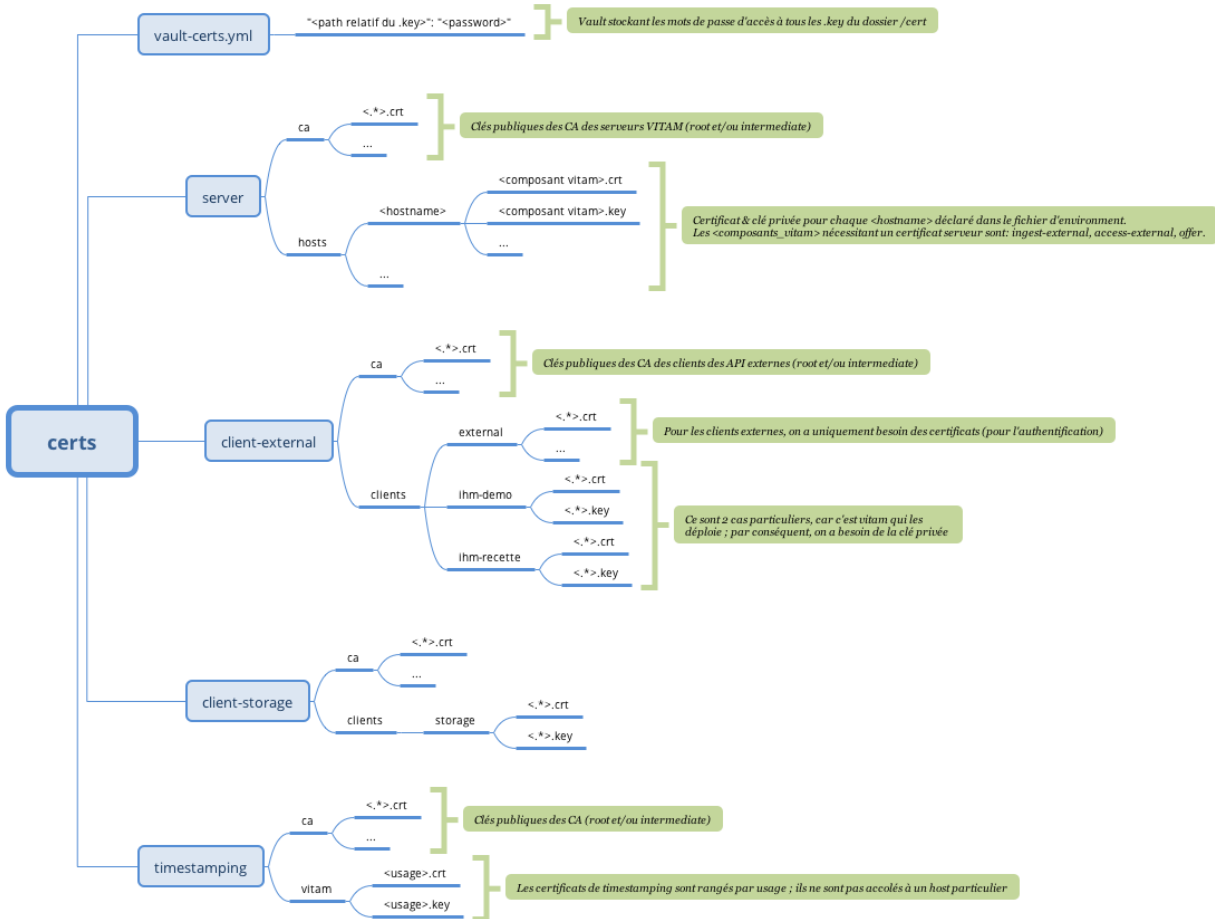 vault-certs.yml
"<path relatif du .key>": "<password>"
Vault stockant les mots de passe d'accès à tous les .key du dossier /cert
server
ca
<.*>.crt
...
Clés publiques des CA des serveurs VITAM (root et/ou intermediate)
hosts
<hostname>
<composant vitam>.crt
<composant vitam>.key
...
...
Certificat & clé privée pour chaque <hostname> déclaré dans le fichier d'environment.
Les <composants_vitam> nécessitant un certificat serveur sont: ingest-external, access-external, offer.
certs
client-external
ca
<.*>.crt
...
Clés publiques des CA des clients des API externes (root et/ou intermediate)
clients
external
<.*>.crt
...
Pour les clients externes, on a uniquement besoin des certificats (pour l'authentification)
ihm-demo
<.*>.crt
<.*>.key
ihm-recette
<.*>.crt
<.*>.key
Ce sont 2 cas particuliers, car c'est vitam qui les
déploie ; par conséquent, on a besoin de la clé privée
client-storage
ca
<.*>.crt
...
clients
storage
<.*>.crt
<.*>.key
timestamping
ca
<.*>.crt
...
Clés publiques des CA (root et/ou intermediate)
vitam
<usage>.crt
<usage>.key
Les certificats de timestamping sont rangés par usage ; ils ne sont pas accolés à un host particulier